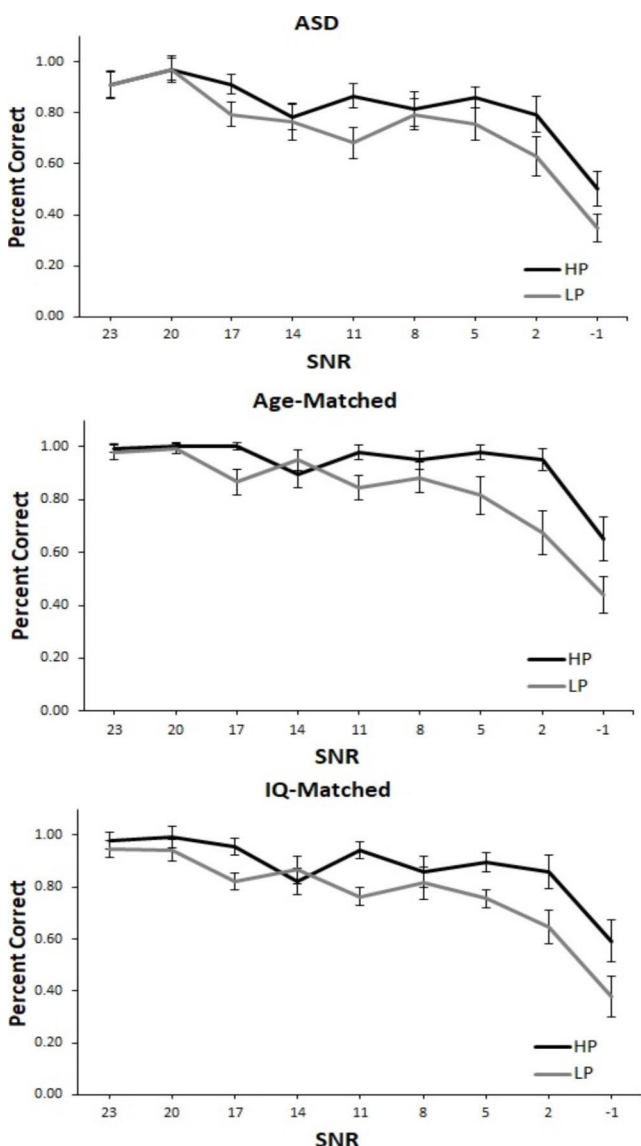 ASD
Percent Correct
1.00
0.80
0.60
0.40
0.20
0.00
HP
LP
23 20 17 14 11 8 5 2 -1
SNR
Age-Matched
Percent Correct
1.00
0.80
0.60
0.40
0.20
0.00
HP
LP
23 20 17 14 11 8 5 2 -1
SNR
IQ-Matched
Percent Correct
1.00
0.80
0.60
0.40
0.20
0.00
HP
LP
23 20 17 14 11 8 5 2 -1
SNR